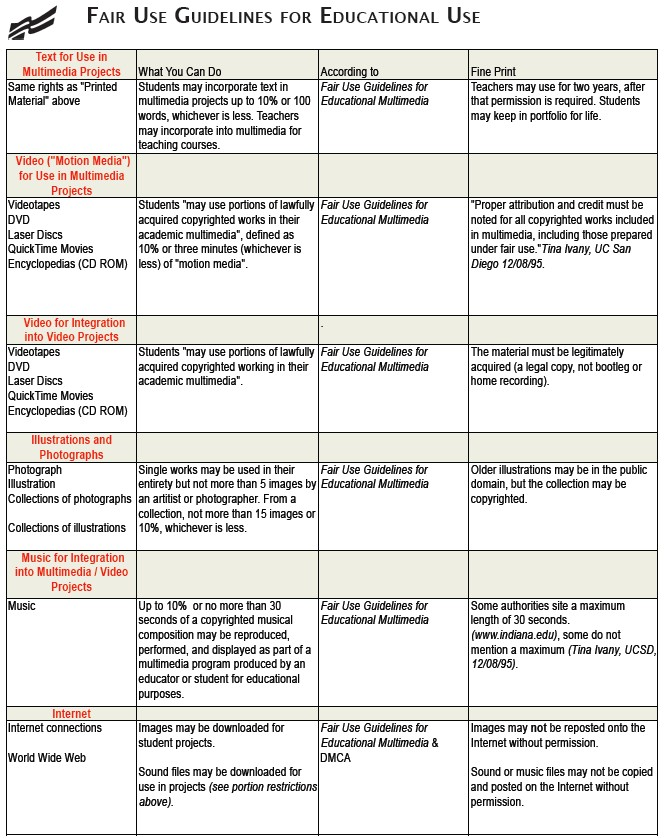 FAIR USE GUIDELINES FOR EDUCATIONAL USE
Text for Use in
Multimedia Projects
What You Can Do
According to
Fine Print
Same rights as "Printed
Material" above
Students may incorporate text in
multimedia projects up to 10% or 100
words, whichever is less. Teachers
may incorporate into multimedia for
teaching courses.
Fair Use Guidelines for
Educational Multimedia
Teachers may use for two years, after
that permission is required. Students
may keep in portfolio for life.
Video ("Motion Media")
for Use in Multimedia
Projects
Videotapes
DVD
Laser Discs
QuickTime Movies
Encyclopedias (CD ROM)
Students "may use portions of lawfully
acquired copyrighted works in their
academic multimedia", defined as
10% or three minutes (whichever is
less) of "motion media".
Fair Use Guidelines for
Educational Multimedia
"Proper attribution and credit must be
noted for all copyrighted works included
in multimedia, including those prepared
under fair use."Tina Ivany, UC San
Diego 12/08/95.
Video for Integration
into Video Projects
.
Videotapes
DVD
Laser Discs
QuickTime Movies
Encyclopedias (CD ROM)
Students "may use portions of lawfully
acquired copyrighted working in their
academic multimedia".
Fair Use Guidelines for
Educational Multimedia
The material must be legitimately
acquired (a legal copy, not bootleg or
home recording).
Illustrations and
Photographs
Photograph
Illustration
Collections of photographs
Collections of illustrations
Single works may be used in their
entirety but not more than 5 images by
an artitist or photographer. From a
collection, not more than 15 images or
10%, whichever is less.
Fair Use Guidelines for
Educational Multimedia
Older illustrations may be in the public
domain, but the collection may be
copyrighted.
Music for Integration
into Multimedia / Video
Projects
Music
Up to 10% or no more than 30
seconds of a copyrighted musical
composition may be reproduced,
performed, and displayed as part of a
multimedia program produced by an
educator or student for educational
purposes.
Fair Use Guidelines for
Educational Multimedia
Some authorities site a maximum
length of 30 seconds.
(www.indiana.edu), some do not
mention a maximum (Tina Ivany, UCSD,
12/08/95).
Internet
Internet connections
World Wide Web
Images may be downloaded for
student projects.
Sound files may be downloaded for
use in projects (see portion restrictions
above).
Fair Use Guidelines for
Educational Multimedia &
DMCA
Images may not be reposted onto the
Internet without permission.
Sound or music files may not be copied
and posted on the Internet without
permission.